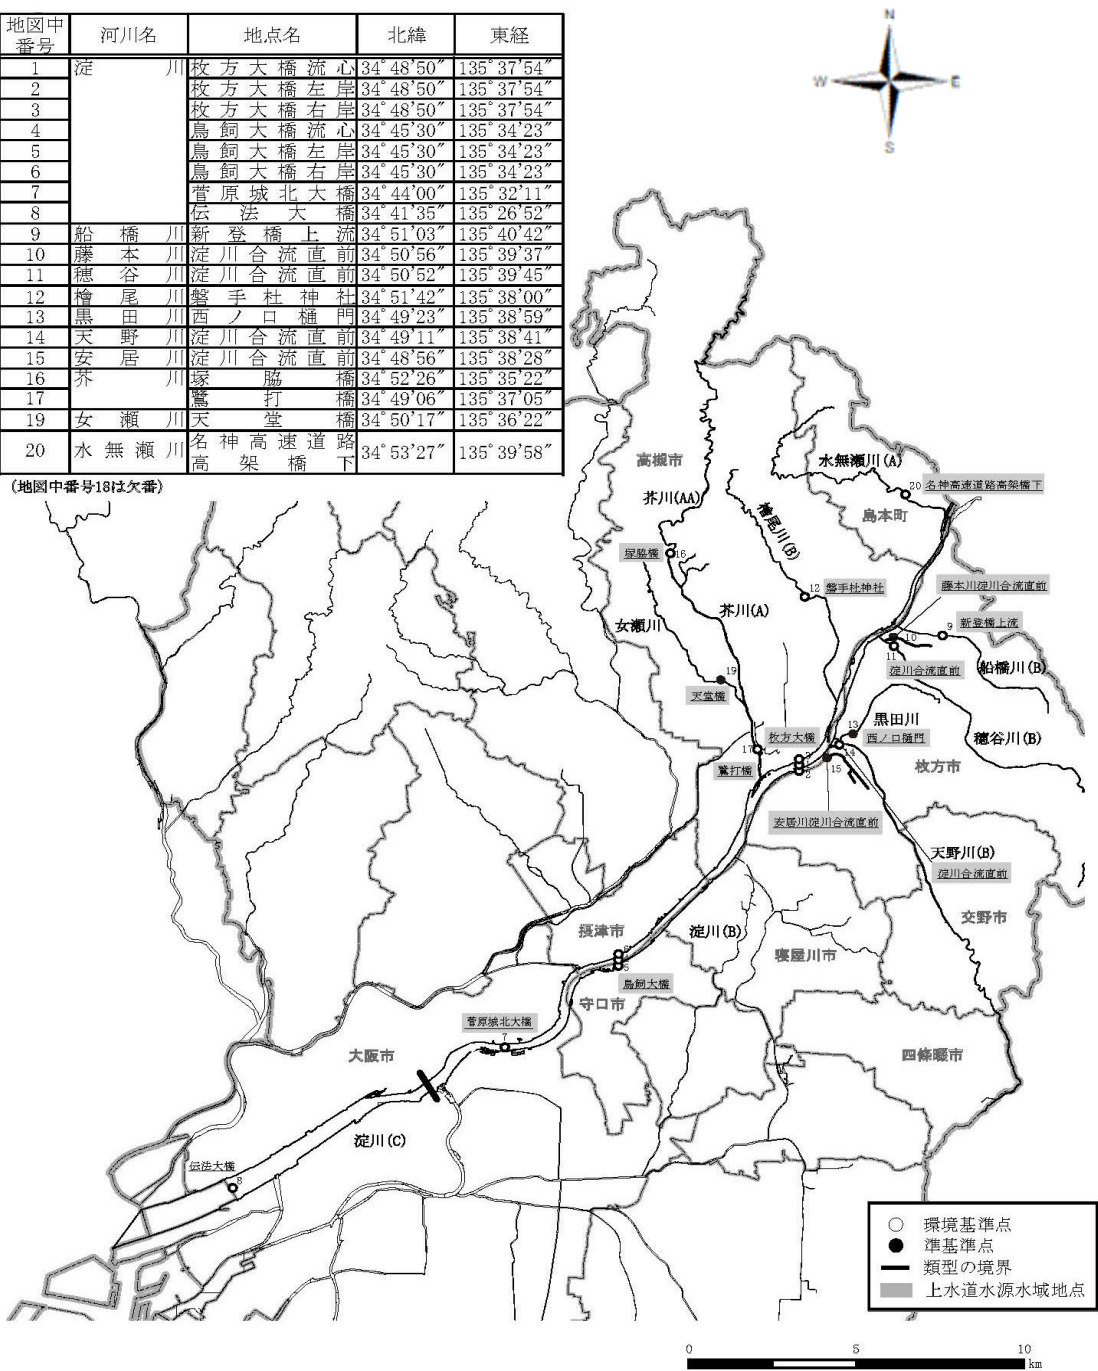 地図中番号 河川名 地点名 北緯 東経
1 淀川 枚方大橋流心 34°48'50" 135°37'54"
2 枚方大橋左岸 34°48'50" 135°37'54"
3 枚方大橋右岸 34°48'50" 135°37'54"
4 鳥飼大橋流心 34°45'30" 135°34'23"
5 鳥飼大橋左岸 34°45'30" 135°34'23"
6 鳥飼大橋右岸 34°45'30" 135°34'23"
7 菅原城北大橋 34°44'00" 135°32'11"
8 伝法大橋 34°41'35" 135°26'52"
9 船橋川 新登橋上流 34°51'03" 135°40'42"
10 藤本川 淀川合流直前 34°50'56" 135°39'37"
11 穂谷川 淀川合流直前 34°50'52" 135°39'45"
12 檜尾川 磐手杜神社 34°51'42" 135°38'00"
13 黒田川 西ノ口樋門 34°49'23" 135°38'59"
14 天野川 淀川合流直前 34°49'11" 135°38'41"
15 安居川 淀川合流直前 34°48'56" 135°38'28"
16 芥川 塚脇橋 34°52'26" 135°35'22"
17 鷺打橋 34°49'06" 135°37'05"
19 女瀬川 天堂橋 34°50'17" 135°36'22"
20 水無瀬川 名神高速道路高架橋下 34°53'27" 135°39'58"
(地図中番号18は欠番)
N
W
E
S
高槻市
水無瀬川(A)
芥川(AA)
20
名神高速道路高架橋下
檜尾川(B)
島本町
塚脇橋
16
12
磐手杜神社
藤本川淀川合流直前
芥川(A)
女瀬川
10
9
新登橋上流
11
淀川合流直前
船橋川(B)
19
天堂橋
黒田川
13
西ノ口樋門
穂谷川(B)
枚方大橋
17
3
2
14
15
鷺打橋
枚方市
安居川淀川合流直前
天野川(B)
淀川合流直前
交野市
摂津市
淀川(B)
寝屋川市
6
5
鳥飼大橋
守口市
菅原城北大橋
7
大阪市
四條畷市
淀川(C)
伝法大橋
8
環境基準点
準基準点
類型の境界
上水道水源水域地点
0 5 10
km